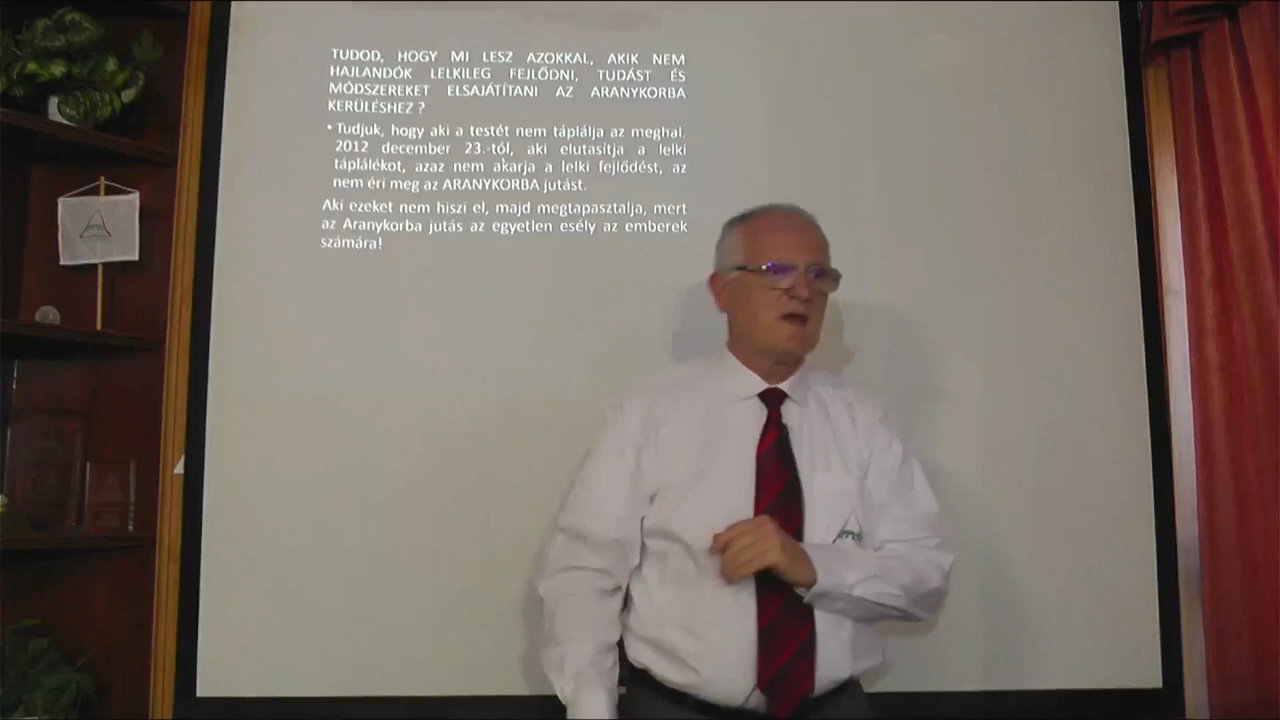 TUDOD, HOGY MI LESZ AZOKKAL, AKIK NEM
HAJLANDÓK LELKILEG FEJLŐDNI, TUDÁST ÉS
MÓDSZEREKET ELSAJÁTÍTANI AZ ARANYKORBA
KERÜLÉSHEZ ?
• Tudjuk, hogy aki a testét nem táplálja az meghal.
2012 december 23.-tól, aki elutasítja a lelki
táplálékot, azaz nem akarja a lelki fejlődést, az
nem éri meg az ARANYKORBA jutást.
Aki ezeket nem hiszi el, majd megtapasztalja, mert
az Aranykorba jutás az egyetlen esély az emberek
számára!